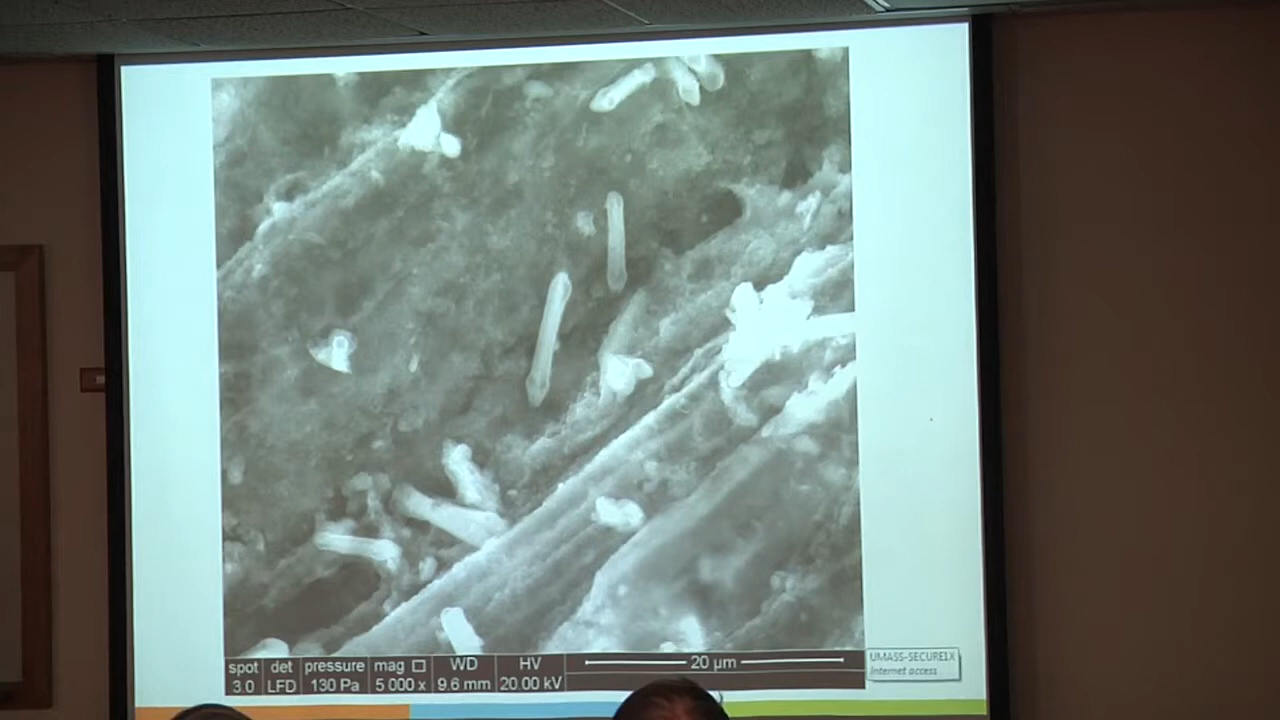 spot det pressure mag WD HV 20 µm
3.0 LFD 130 Pa 5 000 x 9.6 mm 20.00 kV
UMASS-SECURE1X
Internet access